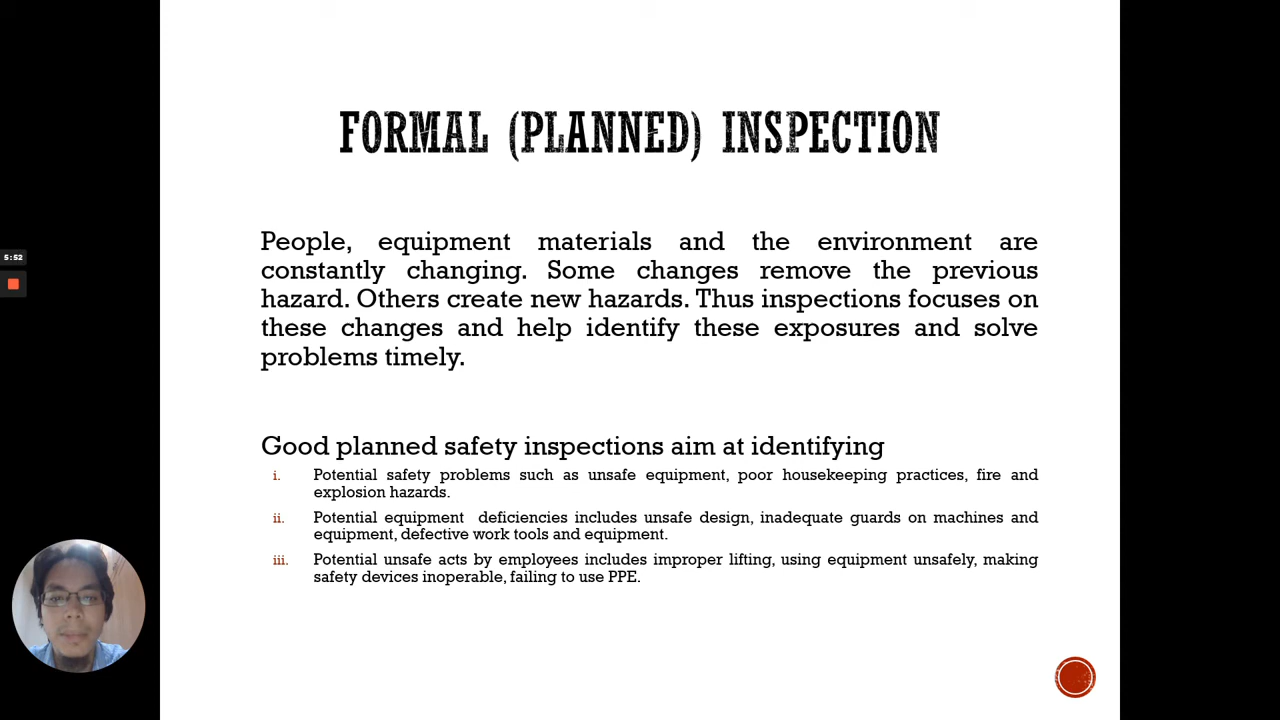 FORMAL (PLANNED) INSPECTION
People, equipment materials and the environment are
constantly changing. Some changes remove the previous
hazard. Others create new hazards. Thus inspections focuses on
these changes and help identify these exposures and solve
problems timely.
5:52
Good planned safety inspections aim at identifying
i. Potential safety problems such as unsafe equipment, poor housekeeping practices, fire and
explosion hazards.
ii. Potential equipment deficiencies includes unsafe design, inadequate guards on machines and
equipment, defective work tools and equipment.
iii. Potential unsafe acts by employees includes improper lifting, using equipment unsafely, making
safety devices inoperable, failing to use PPE.